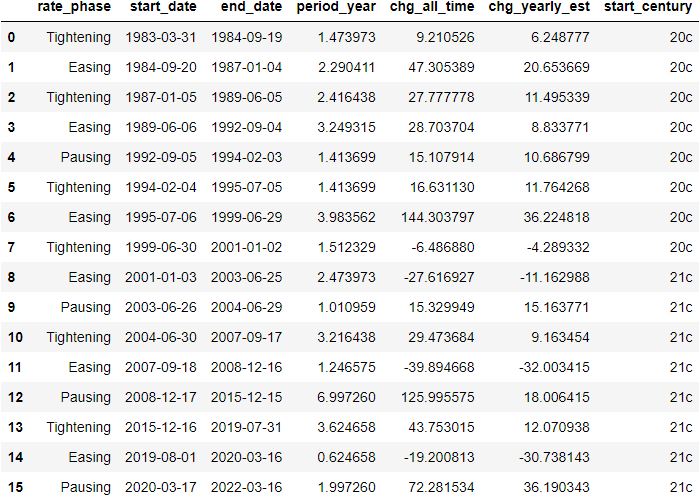 rate_phase start_date end_date period_year chg_all_time chg_yearly_est start_century
0 Tightening 1983-03-31 1984-09-19 1.473973 9.210526 6.248777 20c
1 Easing 1984-09-20 1987-01-04 2.290411 47.305389 20.653669 20c
2 Tightening 1987-01-05 1989-06-05 2.416438 27.777778 11.495339 20c
3 Easing 1989-06-06 1992-09-04 3.249315 28.703704 8.833771 20c
4 Pausing 1992-09-05 1994-02-03 1.413699 15.107914 10.686799 20c
5 Tightening 1994-02-04 1995-07-05 1.413699 16.631130 11.764268 20c
6 Easing 1995-07-06 1999-06-29 3.983562 144.303797 36.224818 20c
7 Tightening 1999-06-30 2001-01-02 1.512329 -6.486880 -4.289332 20c
8 Easing 2001-01-03 2003-06-25 2.473973 -27.616927 -11.162988 21c
9 Pausing 2003-06-26 2004-06-29 1.010959 15.329949 15.163771 21c
10 Tightening 2004-06-30 2007-09-17 3.216438 29.473684 9.163454 21c
11 Easing 2007-09-18 2008-12-16 1.246575 -39.894668 -32.003415 21c
12 Pausing 2008-12-17 2015-12-15 6.997260 125.995575 18.006415 21c
13 Tightening 2015-12-16 2019-07-31 3.624658 43.753015 12.070938 21c
14 Easing 2019-08-01 2020-03-16 0.624658 -19.200813 -30.738143 21c
15 Pausing 2020-03-17 2022-03-16 1.997260 72.281534 36.190343 21c